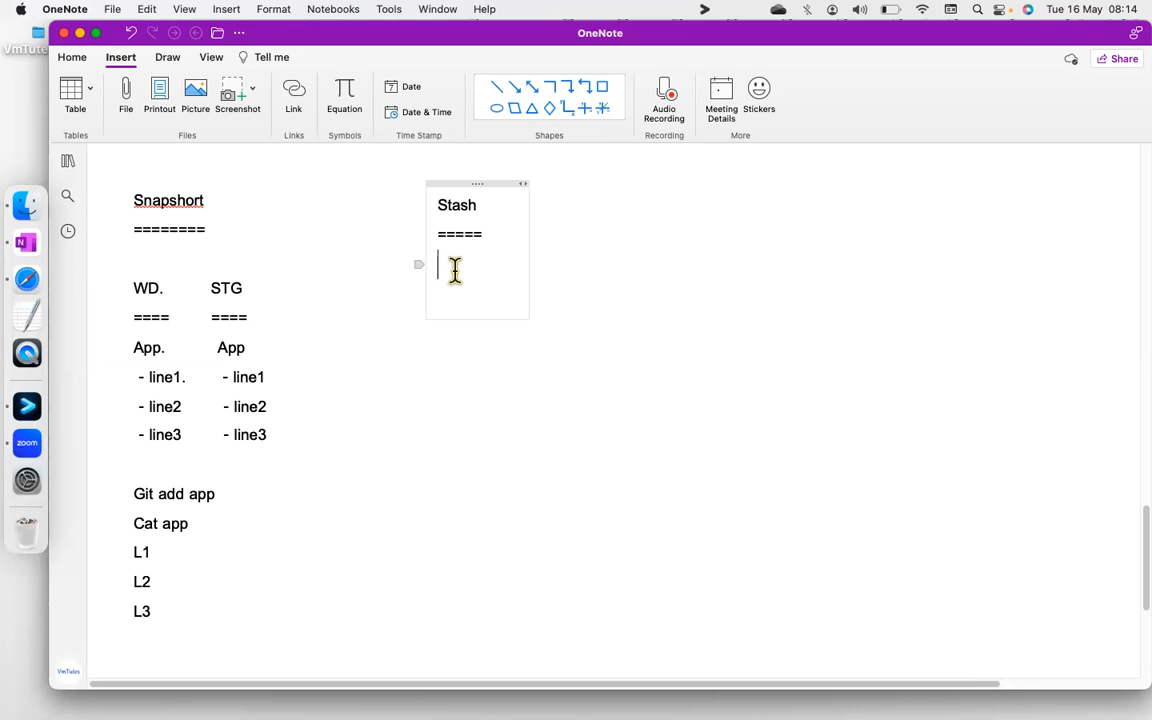 OneNote File Edit View Insert Format Notebooks Tools Window Help Tue 16 May 08:14
OneNote
Home Insert Draw View Tell me Share
Table File Printout Picture Screenshot Link Equation Date Date & Time Audio Recording Meeting Details Stickers
Tables Files Links Symbols Time Stamp Shapes Recording More
VmTute
Snapshort
========
WD. STG
==== ====
App. App
- line1. - line1
- line2 - line2
- line3 - line3
Git add app
Cat app
L1
L2
L3
Stash
=====
zoom
VmTutes